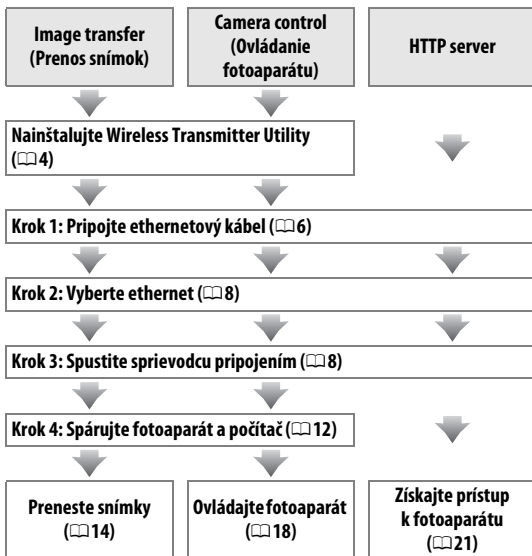 Image transfer
(Prenos snímok)
Camera control
(Ovládanie
fotoaparátu)
HTTP server
Nainštalujte Wireless Transmitter Utility
(📖4)
Krok 1: Pripojte ethernetový kábel (📖6)
Krok 2: Vyberte ethernet (📖8)
Krok 3: Spustite sprievodcu pripojením (📖8)
Krok 4: Spárujte fotoaparát a počítač (📖12)
Preneste snímky
(📖14)
Ovládajte fotoaparát
(📖18)
Získajte prístup
k fotoaparátu
(📖21)